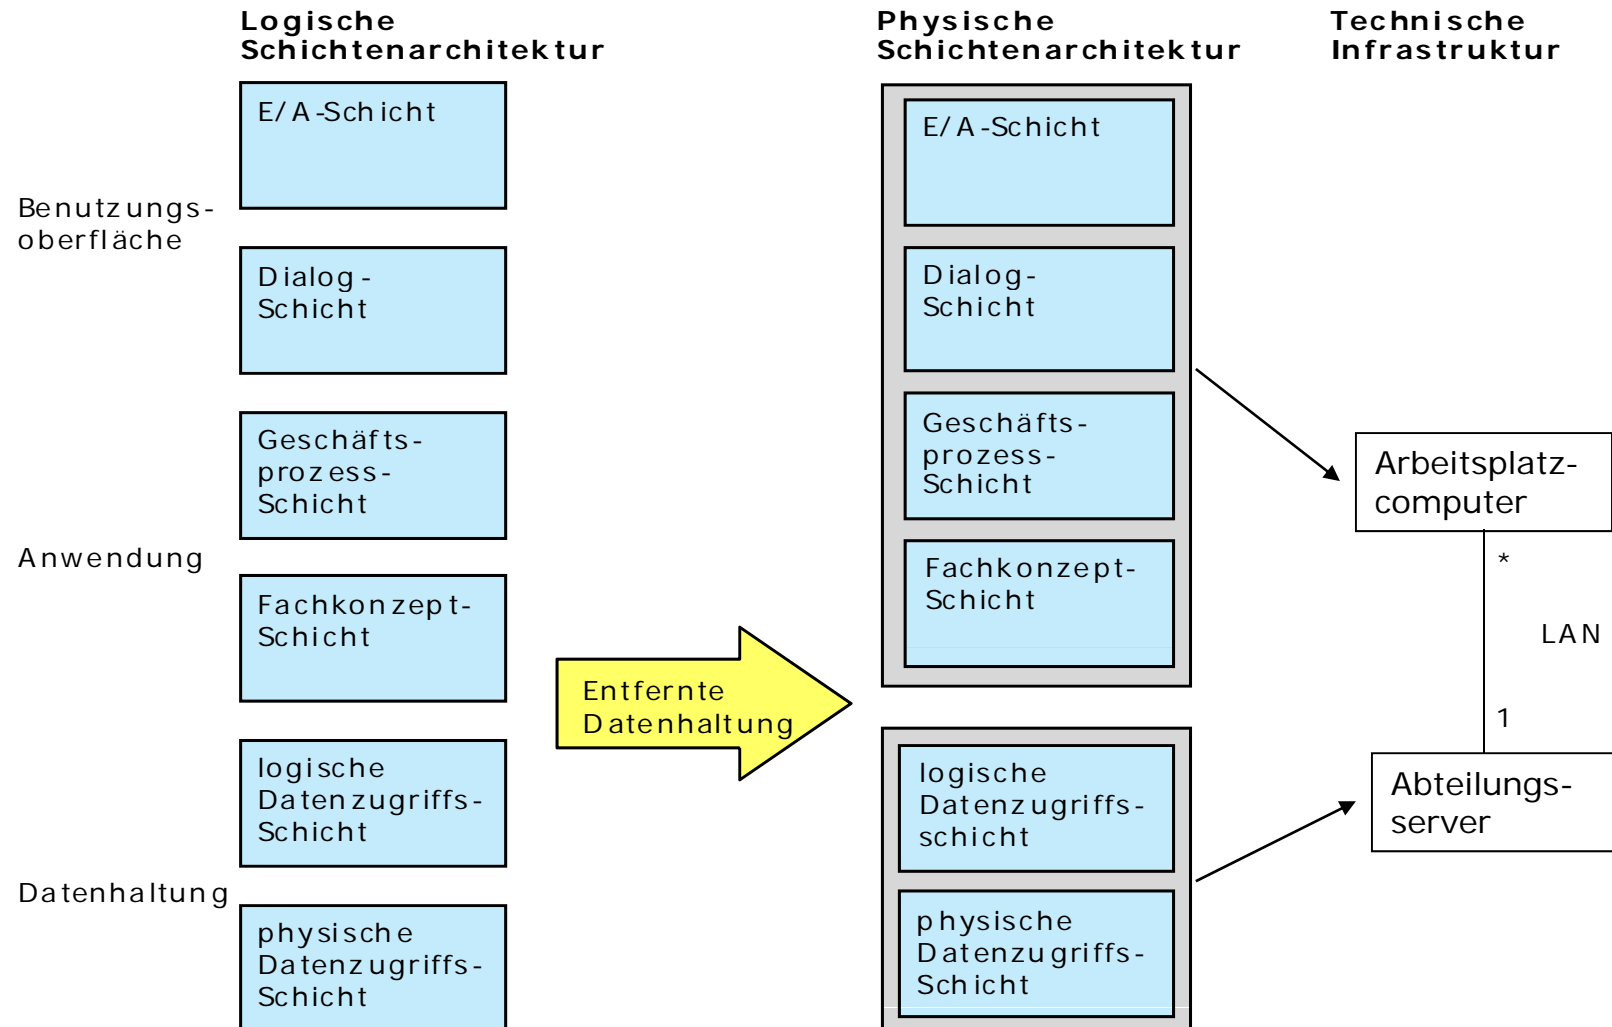 Logische
Schichtenarchitektur
Physische
Schichtenarchitektur
Technische
Infrastruktur
Benutzungs-
oberfläche
Anwendung
Datenhaltung
E/A-Schicht
Dialog-
Schicht
Geschäfts-
prozess-
Schicht
Fachkonzept-
Schicht
logische
Datenzugriffs-
Schicht
physische
Datenzugriffs-
Schicht
Entfernte
Datenhaltung
E/A-Schicht
Dialog-
Schicht
Geschäfts-
prozess-
Schicht
Fachkonzept-
Schicht
logische
Datenzugriffs-
schicht
physische
Datenzugriffs-
Schicht
Arbeitsplatz-
computer
*
LAN
1
Abteilungs-
server